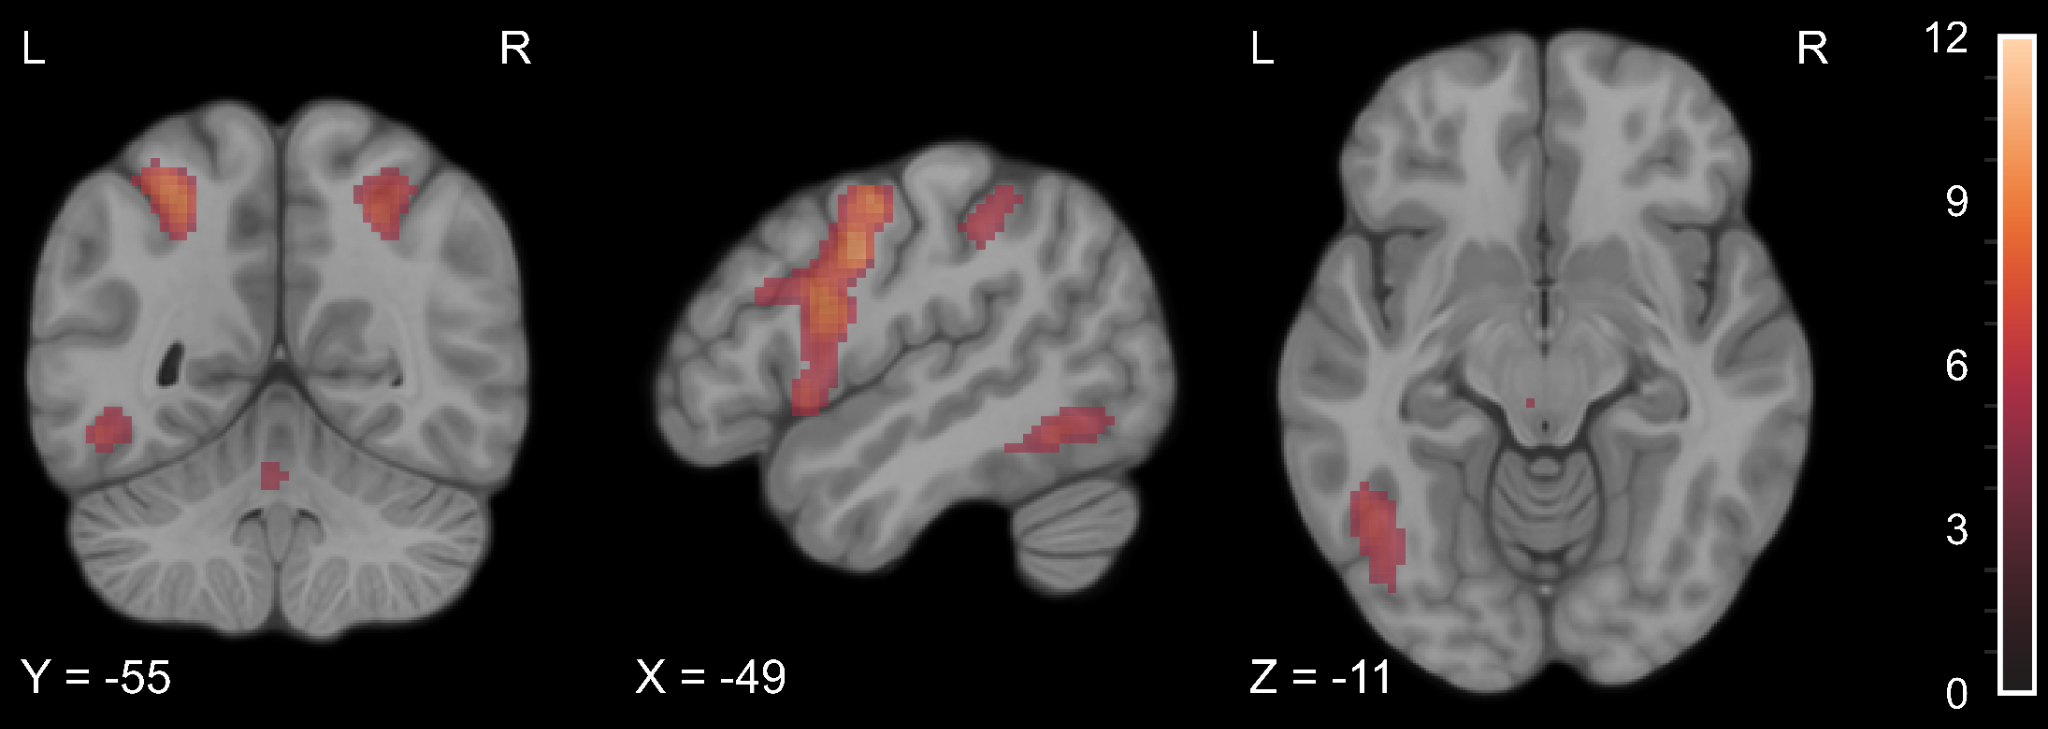 L R
Y = -55
X = -49
L R
Z = -11
12
9
6
3
0